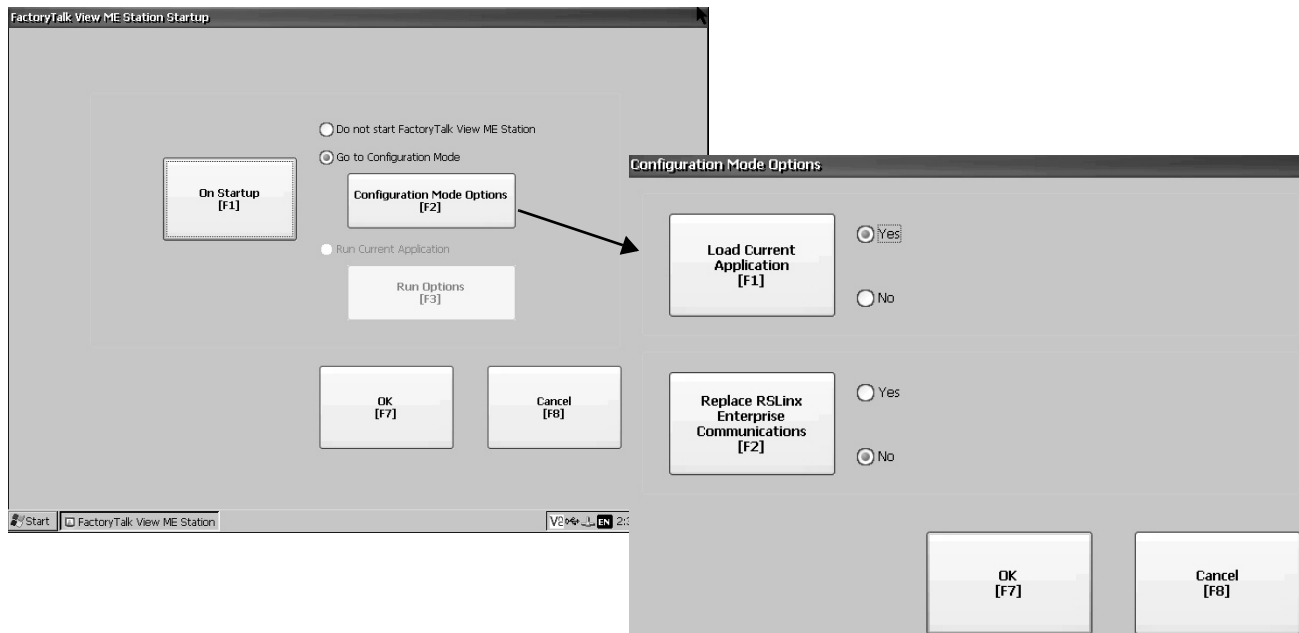 FactoryTalk View ME Station Startup
Do not start FactoryTalk View ME Station
Go to Configuration Mode
On Startup
[F1]
Configuration Mode Options
[F2]
Run Current Application
Run Options
[F3]
OK
[F7]
Cancel
[F8]
Start
FactoryTalk View ME Station
EN
Configuration Mode Options
Load Current
Application
[F1]
Yes
No
Replace RSLinx
Enterprise
Communications
[F2]
Yes
No
OK
[F7]
Cancel
[F8]